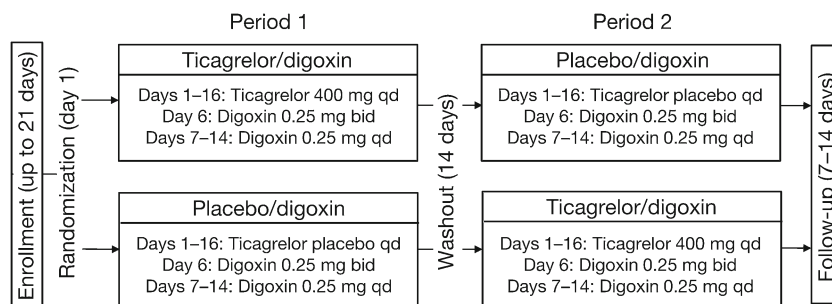 Period 1
Period 2
Enrollment (up to 21 days)
Randomization (day 1)
Ticagrelor/digoxin
Days 1–16: Ticagrelor 400 mg qd
Day 6: Digoxin 0.25 mg bid
Days 7–14: Digoxin 0.25 mg qd
Placebo/digoxin
Days 1–16: Ticagrelor placebo qd
Day 6: Digoxin 0.25 mg bid
Days 7–14: Digoxin 0.25 mg qd
Washout (14 days)
Placebo/digoxin
Days 1–16: Ticagrelor placebo qd
Day 6: Digoxin 0.25 mg bid
Days 7–14: Digoxin 0.25 mg qd
Ticagrelor/digoxin
Days 1–16: Ticagrelor 400 mg qd
Day 6: Digoxin 0.25 mg bid
Days 7–14: Digoxin 0.25 mg qd
Follow-up (7–14 days)